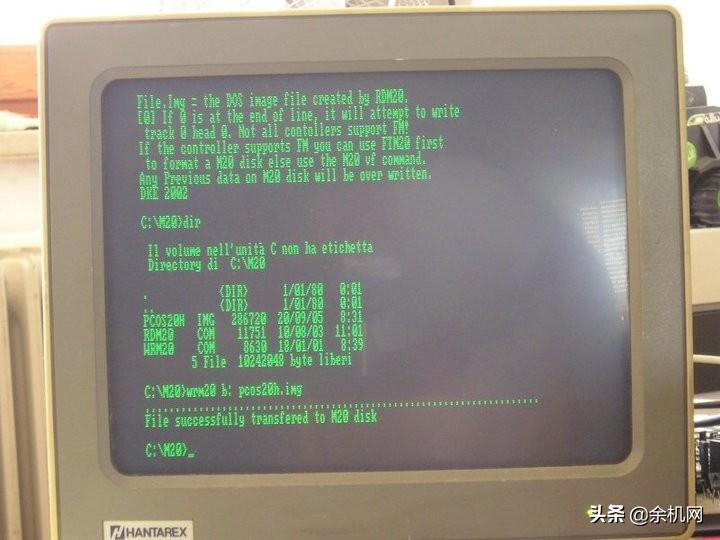 File.Img = the DOS image file created by RDM20.
[0] If 0 is at the end of line, it will attempt to write
track 0 head 0. Not all contollers support FM!
If the controller supports FM you can use FTM20 first
to format a M20 disk else use the M20 vf command.
Any Previous data on M20 disk will be over written.
DKE 2002
C:\M20>dir
Il volume nell'unità C non ha etichetta
Directory di C:\M20
. <DIR> 1/01/80 0:01
.. <DIR> 1/01/80 0:01
PCOS20H IMG 286720 20/09/05 8:31
RDM20 COM 11751 10/08/03 11:01
WRM20 COM 8630 18/01/01 8:39
5 File 10242048 byte liberi
C:\M20>wrm20 b: pcos20h.img
................................................................................
File successfully transfered to M20 disk
C:\M20>_
HANTAREX
头条 @余机网